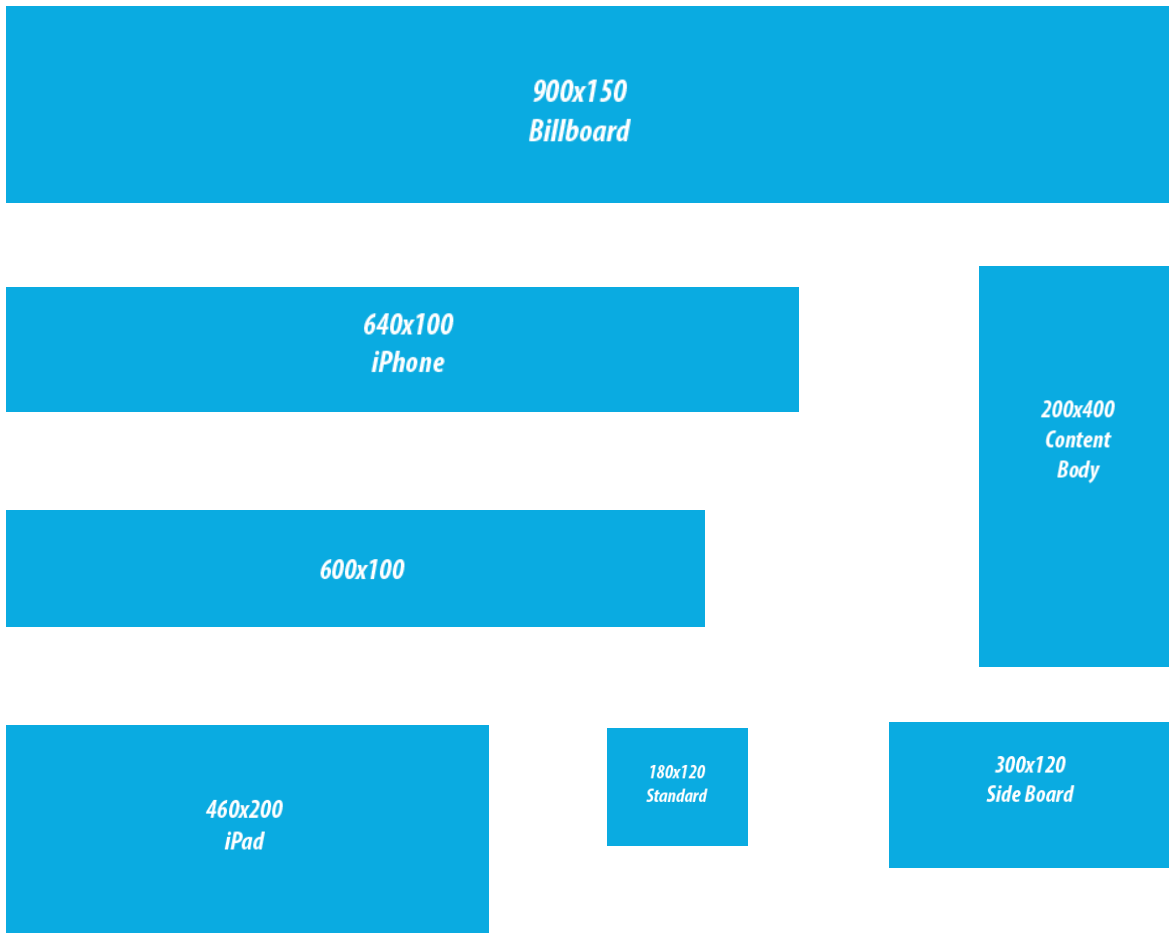 900x150
Billboard
640x100
iPhone
200x400
Content
Body
600x100
460x200
iPad
180x120
Standard
300x120
Side Board